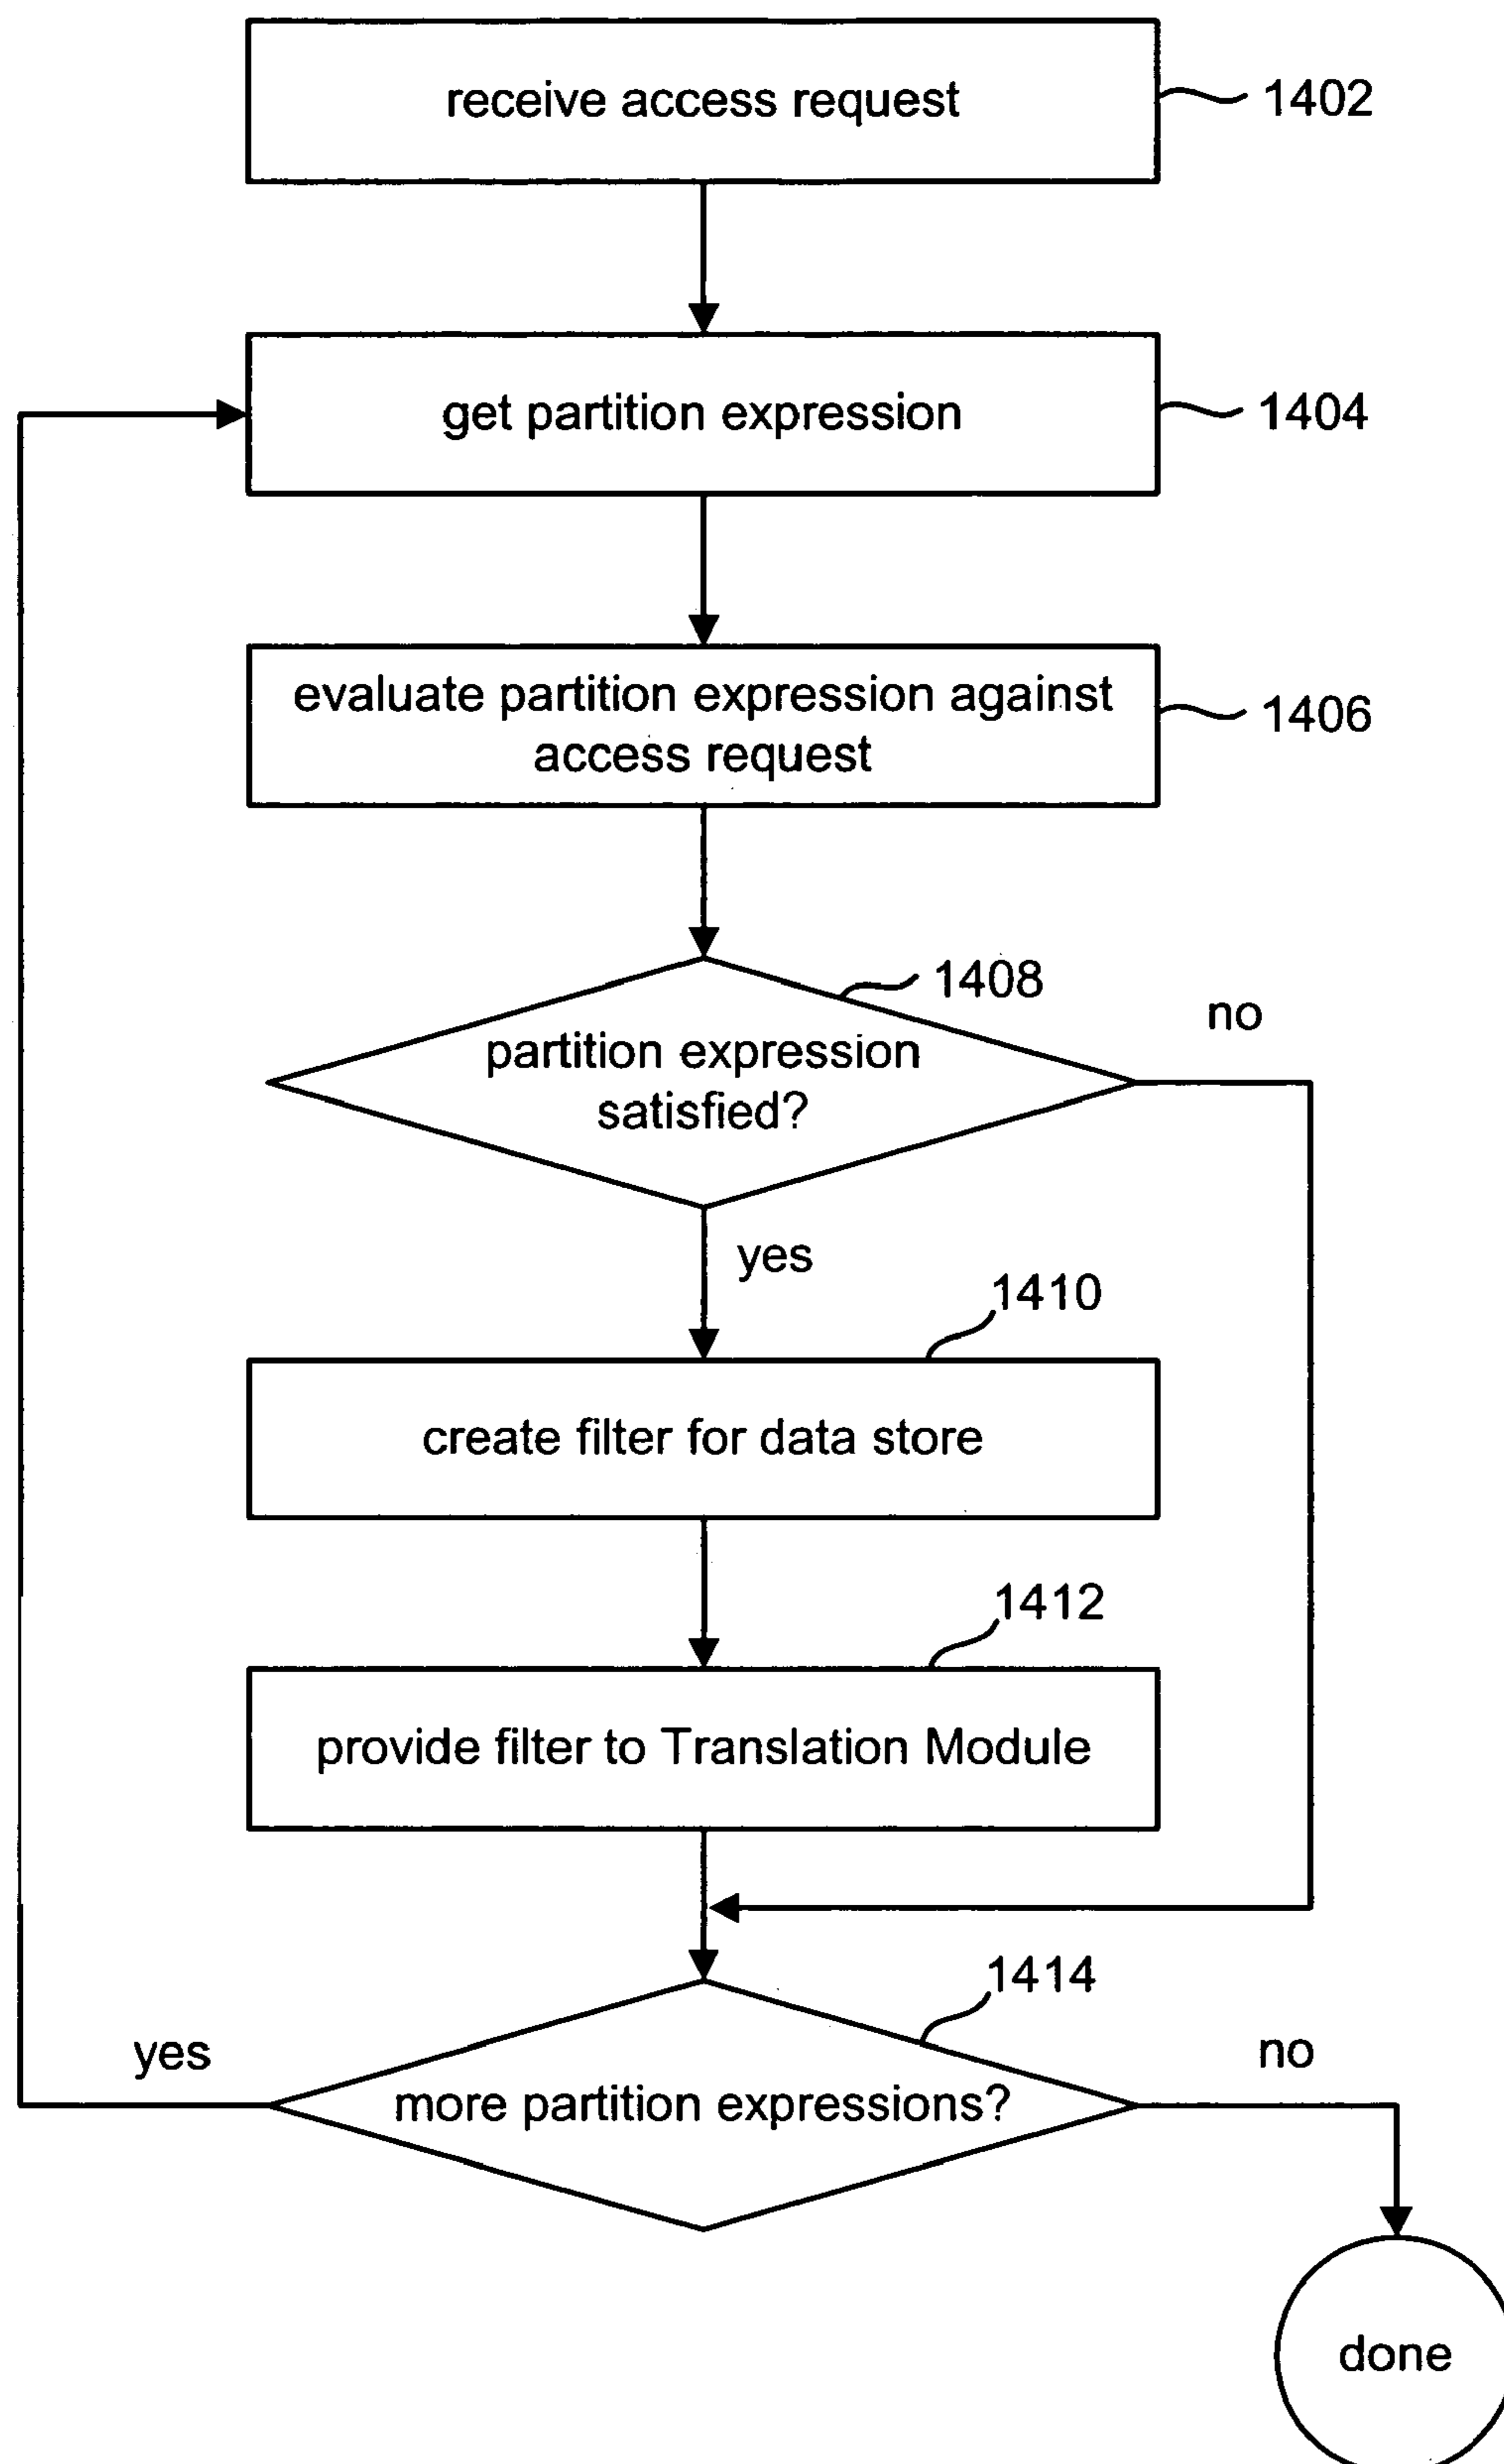 receive access request
1402
get partition expression
1404
evaluate partition expression against
access request
1406
1408
no
partition expression
satisfied?
yes
1410
create filter for data store
1412
provide filter to Translation Module
1414
yes
no
more partition expressions?
done